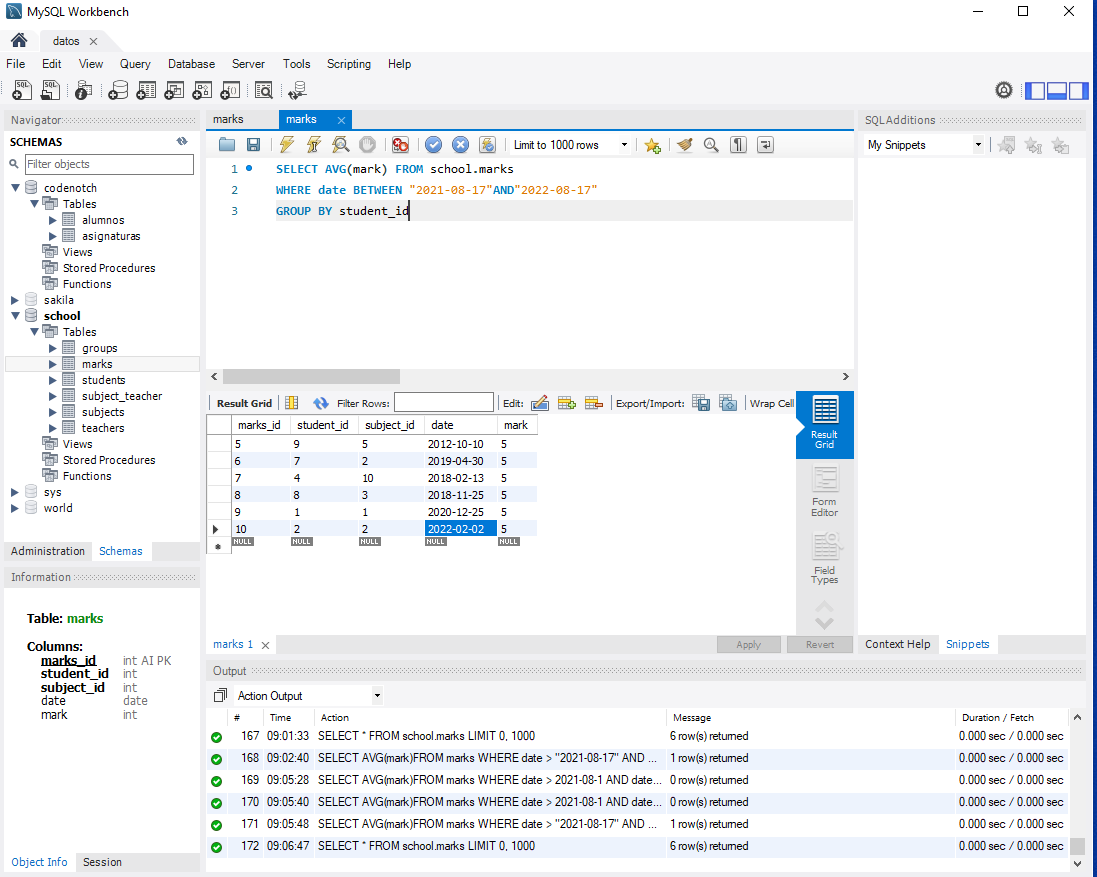 MySQL Workbench
datos
File Edit View Query Database Server Tools Scripting Help
Navigator
SCHEMAS
Filter objects
codenotch
Tables
alumnos
asignaturas
Views
Stored Procedures
Functions
sakila
school
Tables
groups
marks
students
subject_teacher
subjects
teachers
Views
Stored Procedures
Functions
sys
world
Administration Schemas
Information
Table: marks
Columns:
marks_id int AI PK
student_id int
subject_id int
date date
mark int
Object Info Session
marks marks
Limit to 1000 rows
1 SELECT AVG(mark) FROM school.marks
2 WHERE date BETWEEN "2021-08-17"AND"2022-08-17"
3 GROUP BY student_id
Result Grid Filter Rows: Edit: Export/Import: Wrap Cell
marks_id student_id subject_id date mark
5 9 5 2012-10-10 5
6 7 2 2019-04-30 5
7 4 10 2018-02-13 5
8 8 3 2018-11-25 5
9 1 1 2020-12-25 5
10 2 2 2022-02-02 5
NULL NULL NULL NULL NULL
Result
Grid
Form
Editor
Field
Types
marks 1
Apply Revert
SQLAdditions
My Snippets
Context Help Snippets
Output
Action Output
# Time Action Message Duration / Fetch
167 09:01:33 SELECT * FROM school.marks LIMIT 0, 1000 6 row(s) returned 0.000 sec / 0.000 sec
168 09:02:40 SELECT AVG(mark)FROM marks WHERE date > "2021-08-17" AND ... 1 row(s) returned 0.000 sec / 0.000 sec
169 09:05:28 SELECT AVG(mark)FROM marks WHERE date > 2021-08-1 AND date... 0 row(s) returned 0.000 sec / 0.000 sec
170 09:05:40 SELECT AVG(mark)FROM marks WHERE date > 2021-08-1 AND date... 0 row(s) returned 0.000 sec / 0.000 sec
171 09:05:48 SELECT AVG(mark)FROM marks WHERE date > "2021-08-17" AND ... 1 row(s) returned 0.000 sec / 0.000 sec
172 09:06:47 SELECT * FROM school.marks LIMIT 0, 1000 6 row(s) returned 0.000 sec / 0.000 sec